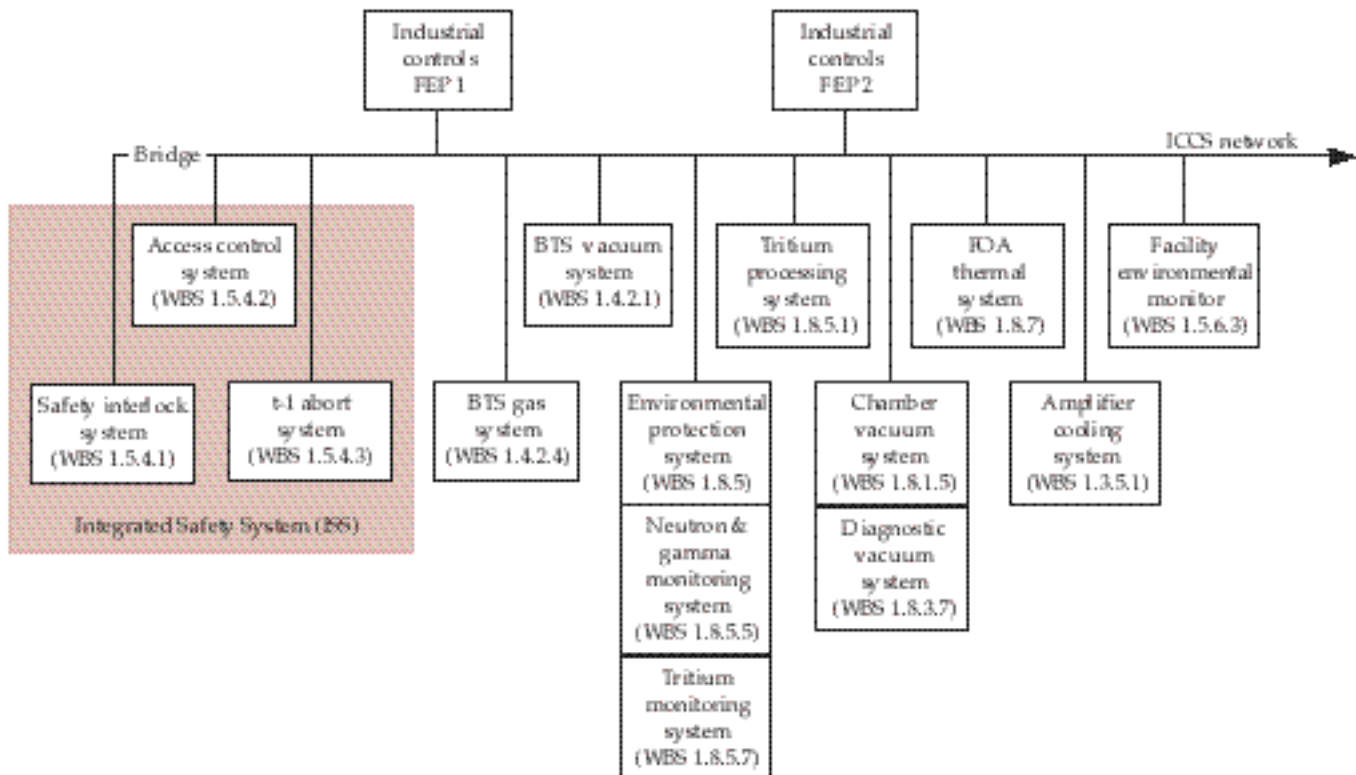 Industrial
controls
FEP 1
Industrial
controls
FEP 2
Bridge
ICCS network
Access control
system
(WBS 1.5.4.2)
BTS vacuum
system
(WBS 1.4.2.1)
Tritium
processing
system
(WBS 1.8.5.1)
FOA
thermal
system
(WBS 1.8.7)
Facility
environmental
monitor
(WBS 1.5.6.3)
Safety interlock
system
(WBS 1.5.4.1)
t-1 abort
system
(WBS 1.5.4.3)
BTS gas
system
(WBS 1.4.2.4)
Environmental
protection
system
(WBS 1.8.5)
Chamber
vacuum
system
(WBS 1.8.1.5)
Amplifier
cooling
system
(WBS 1.3.5.1)
Integrated Safety System (ISS)
Neutron &
gamma
monitoring
system
(WBS 1.8.5.5)
Diagnostic
vacuum
system
(WBS 1.8.3.7)
Tritium
monitoring
system
(WBS 1.8.5.7)